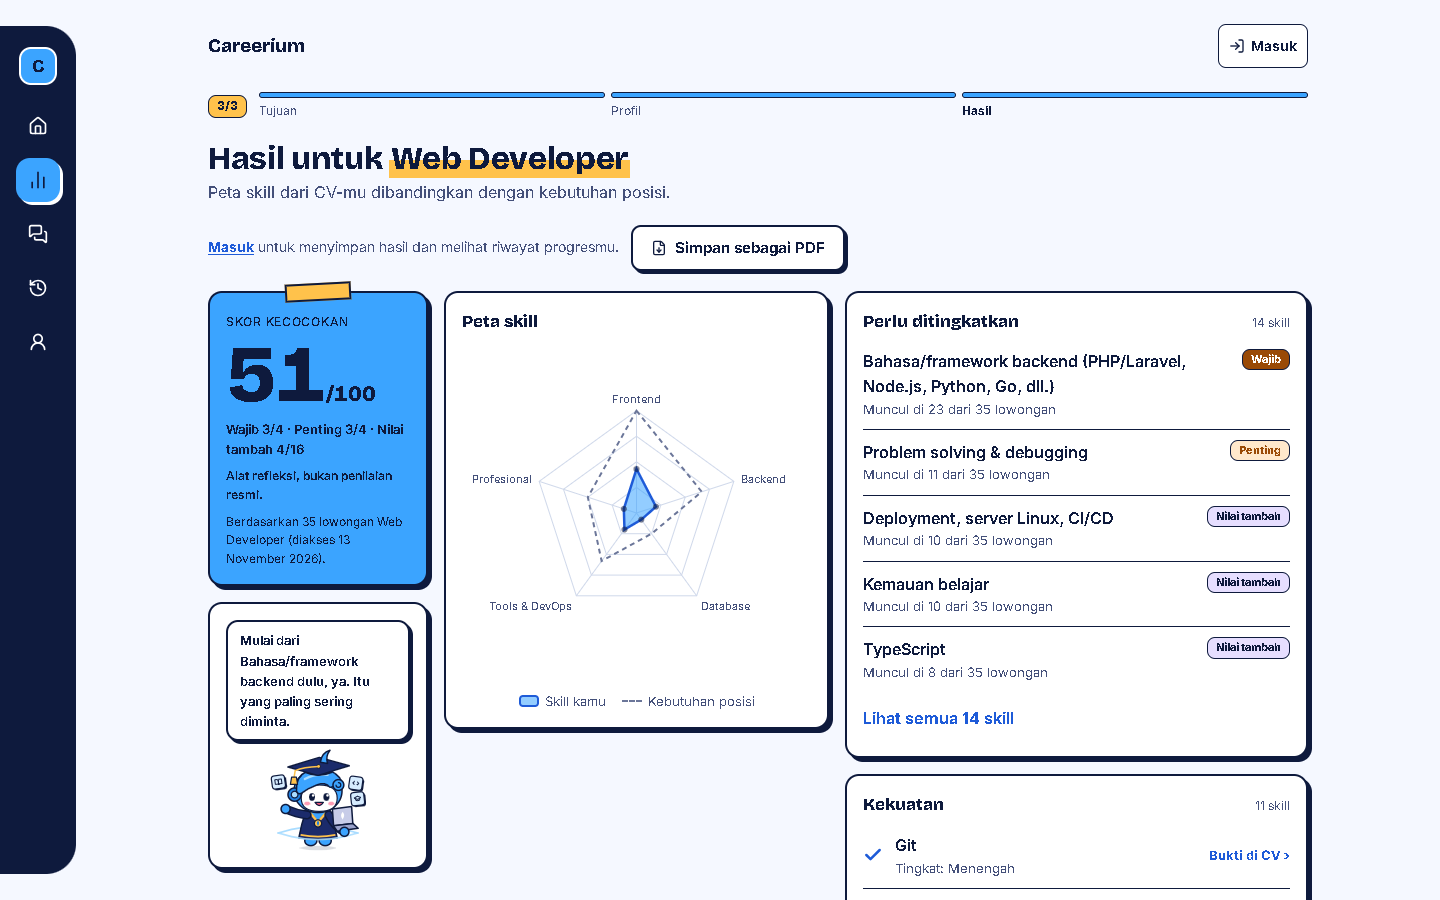 C
Careerium
Masuk
3/3
Tujuan
Profil
Hasil
Hasil untuk Web Developer
Peta skill dari CV-mu dibandingkan dengan kebutuhan posisi.
Masuk untuk menyimpan hasil dan melihat riwayat progresmu.
Simpan sebagai PDF
SKOR KECOCOKAN
51/100
Wajib 3/4 · Penting 3/4 · Nilai
tambah 4/16
Alat refleksi, bukan penilaian
resmi.
Berdasarkan 35 lowongan Web
Developer (diakses 13
November 2026).
Mulai dari
Bahasa/framework
backend dulu, ya. Itu
yang paling sering
diminta.
Peta skill
Frontend
Backend
Database
Tools & DevOps
Profesional
Skill kamu
Kebutuhan posisi
Perlu ditingkatkan
14 skill
Bahasa/framework backend (PHP/Laravel,
Node.js, Python, Go, dll.)
Wajib
Muncul di 23 dari 35 lowongan
Problem solving & debugging
Penting
Muncul di 11 dari 35 lowongan
Deployment, server Linux, CI/CD
Nilai tambah
Muncul di 10 dari 35 lowongan
Kemauan belajar
Nilai tambah
Muncul di 10 dari 35 lowongan
TypeScript
Nilai tambah
Muncul di 8 dari 35 lowongan
Lihat semua 14 skill
Kekuatan
11 skill
Git
Tingkat: Menengah
Bukti di CV ›